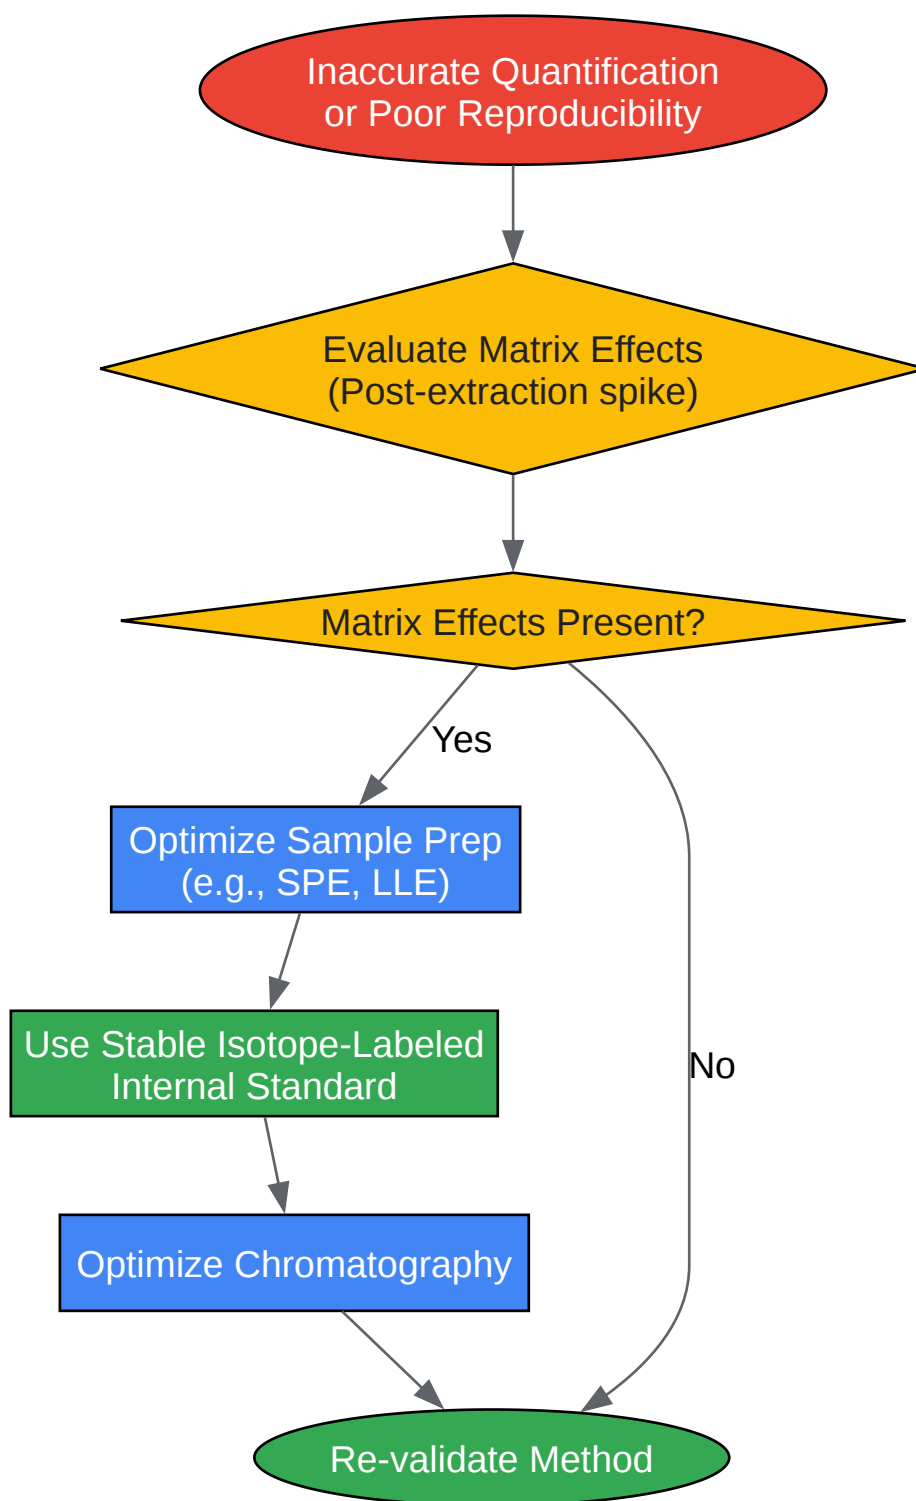 Inaccurate Quantification
or Poor Reproducibility
Evaluate Matrix Effects
(Post-extraction spike)
Matrix Effects Present?
Yes
Optimize Sample Prep
(e.g., SPE, LLE)
Use Stable Isotope-Labeled
Internal Standard
No
Optimize Chromatography
Re-validate Method